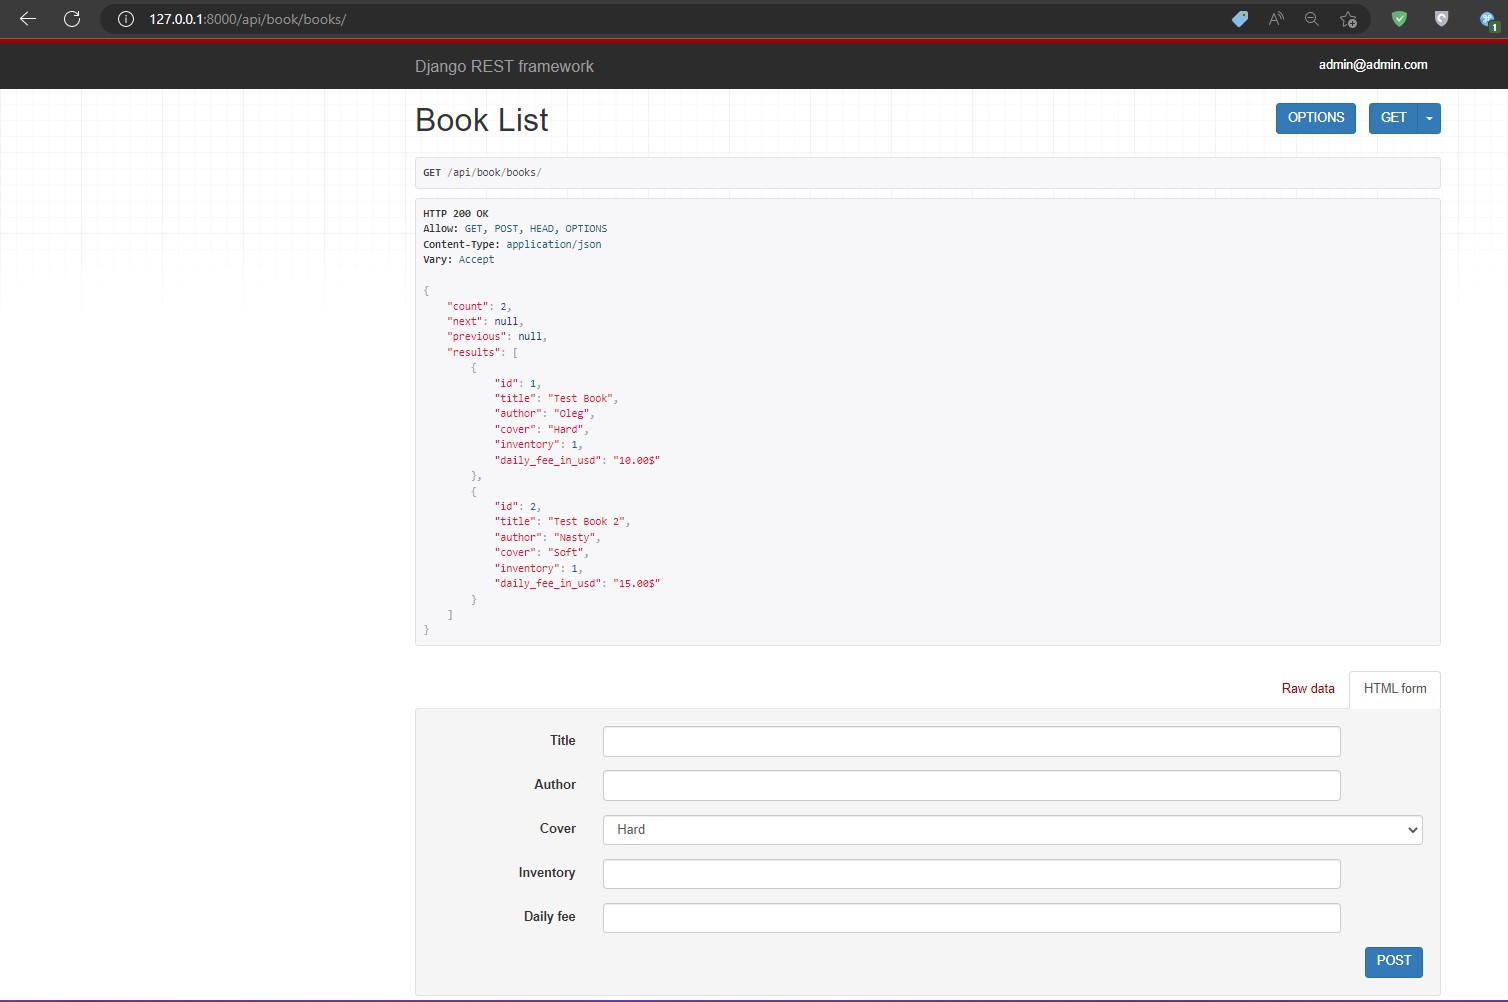 127.0.0.1:8000/api/book/books/
1
Django REST framework
admin@admin.com
Book List
OPTIONS
GET
GET /api/book/books/
HTTP 200 OK
Allow: GET, POST, HEAD, OPTIONS
Content-Type: application/json
Vary: Accept
{
"count": 2,
"next": null,
"previous": null,
"results": [
{
"id": 1,
"title": "Test Book",
"author": "Oleg",
"cover": "Hard",
"inventory": 1,
"daily_fee_in_usd": "10.00$"
},
{
"id": 2,
"title": "Test Book 2",
"author": "Nasty",
"cover": "Soft",
"inventory": 1,
"daily_fee_in_usd": "15.00$"
}
]
}
Raw data
HTML form
Title
Author
Cover
Hard
Inventory
Daily fee
POST